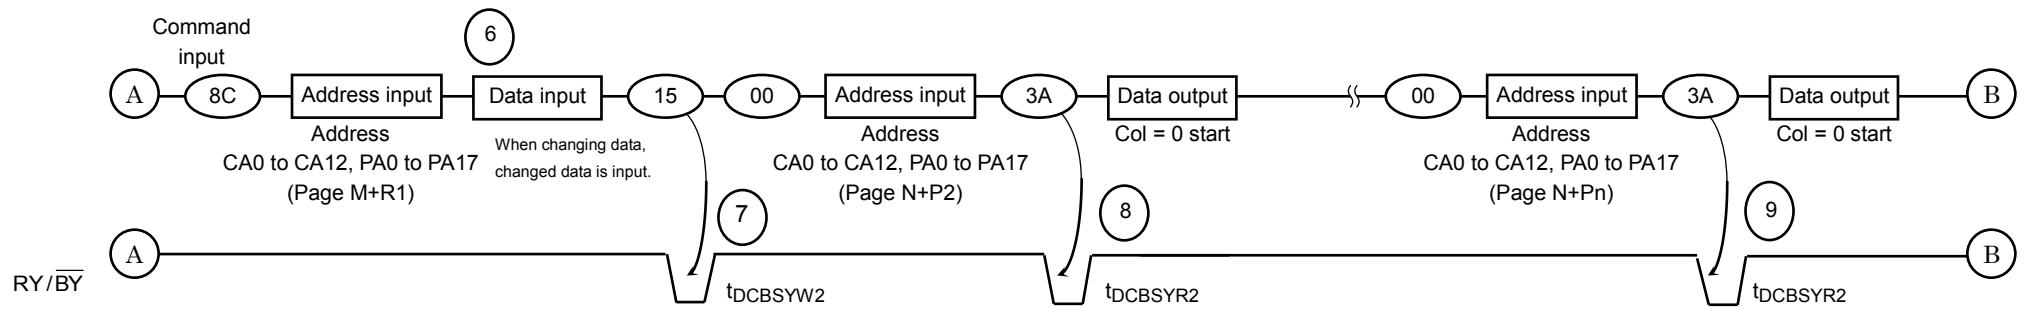 Command
input
6
A 8C Address input Data input 15 00 Address input 3A Data output 00 Address input 3A Data output B
Address
CA0 to CA12, PA0 to PA17
(Page M+R1)
When changing data,
changed data is input.
Address
CA0 to CA12, PA0 to PA17
(Page N+P2)
Col = 0 start
Address
CA0 to CA12, PA0 to PA17
(Page N+Pn)
Col = 0 start
7
8
9
A
B
RY/BY
tDCBSYW2
tDCBSYR2
tDCBSYR2